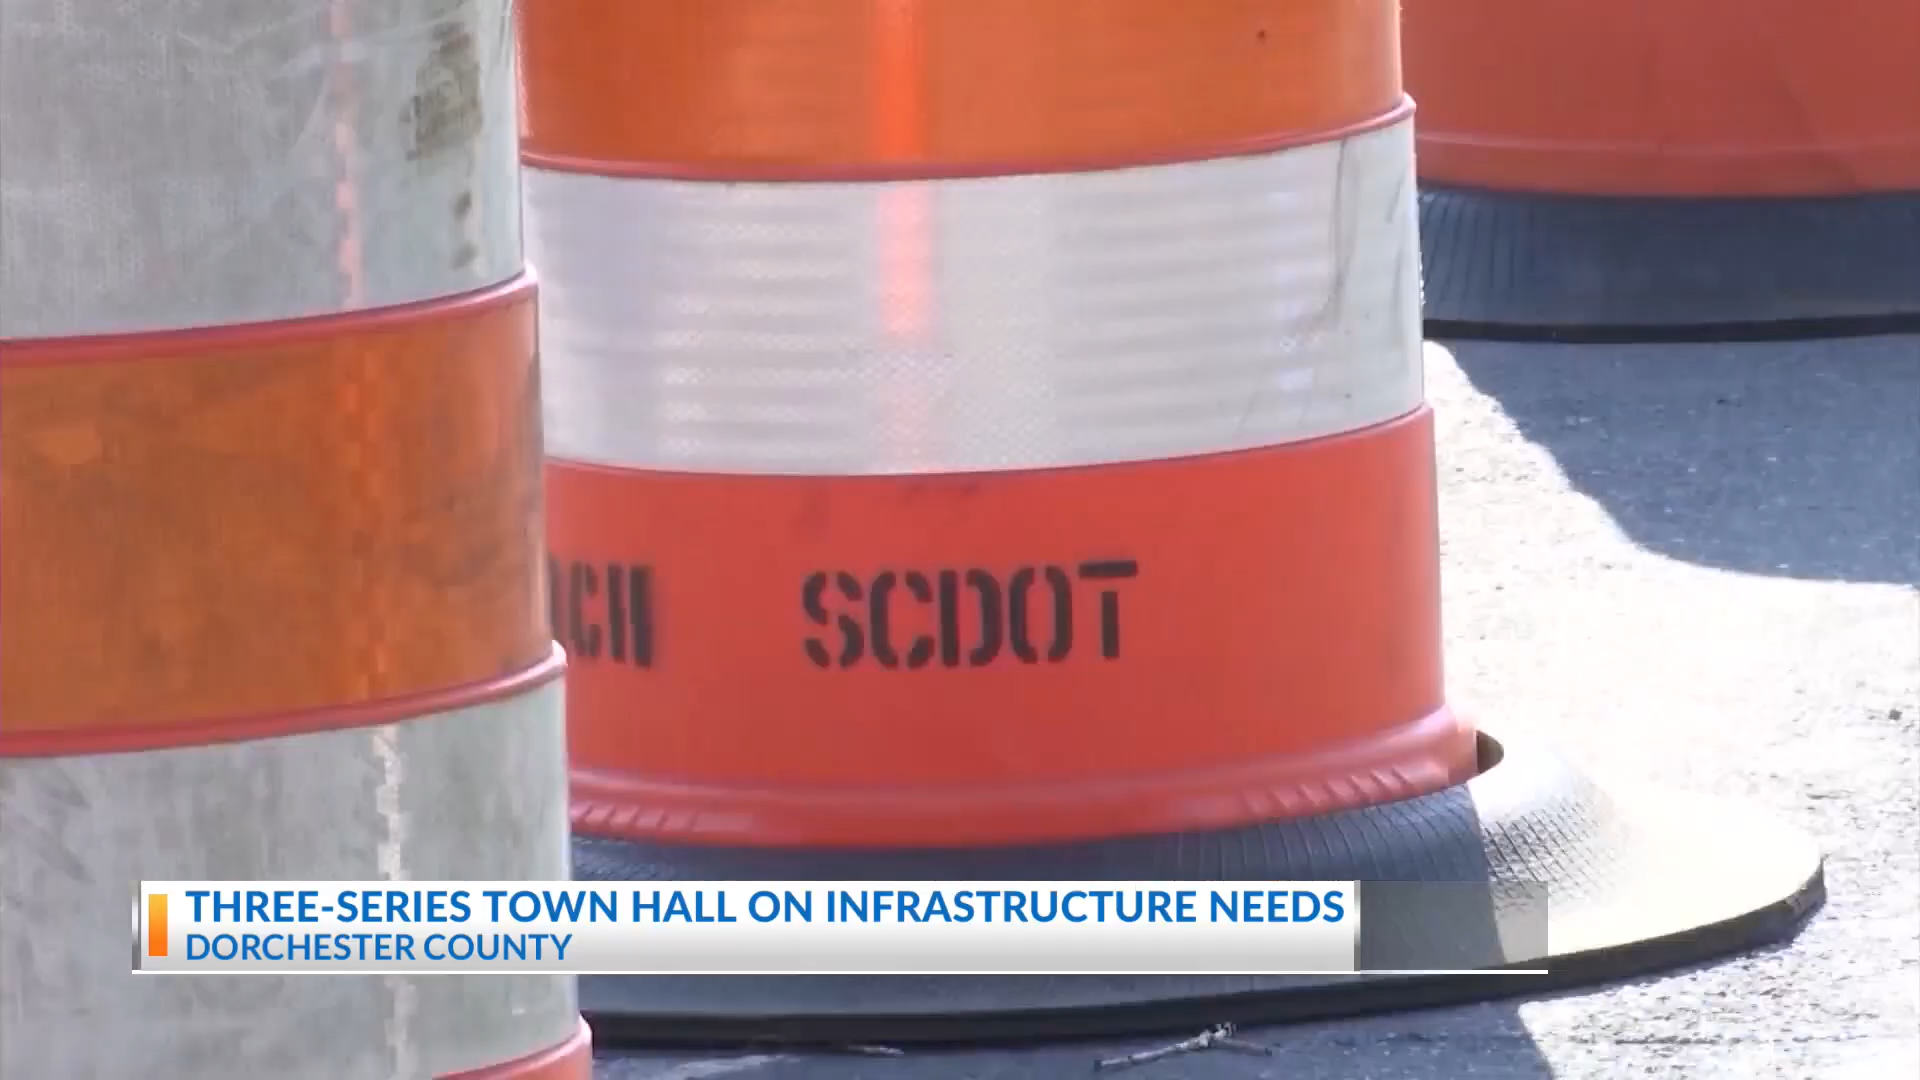 SCDOT
THREE-SERIES TOWN HALL ON INFRASTRUCTURE NEEDS
DORCHESTER COUNTY